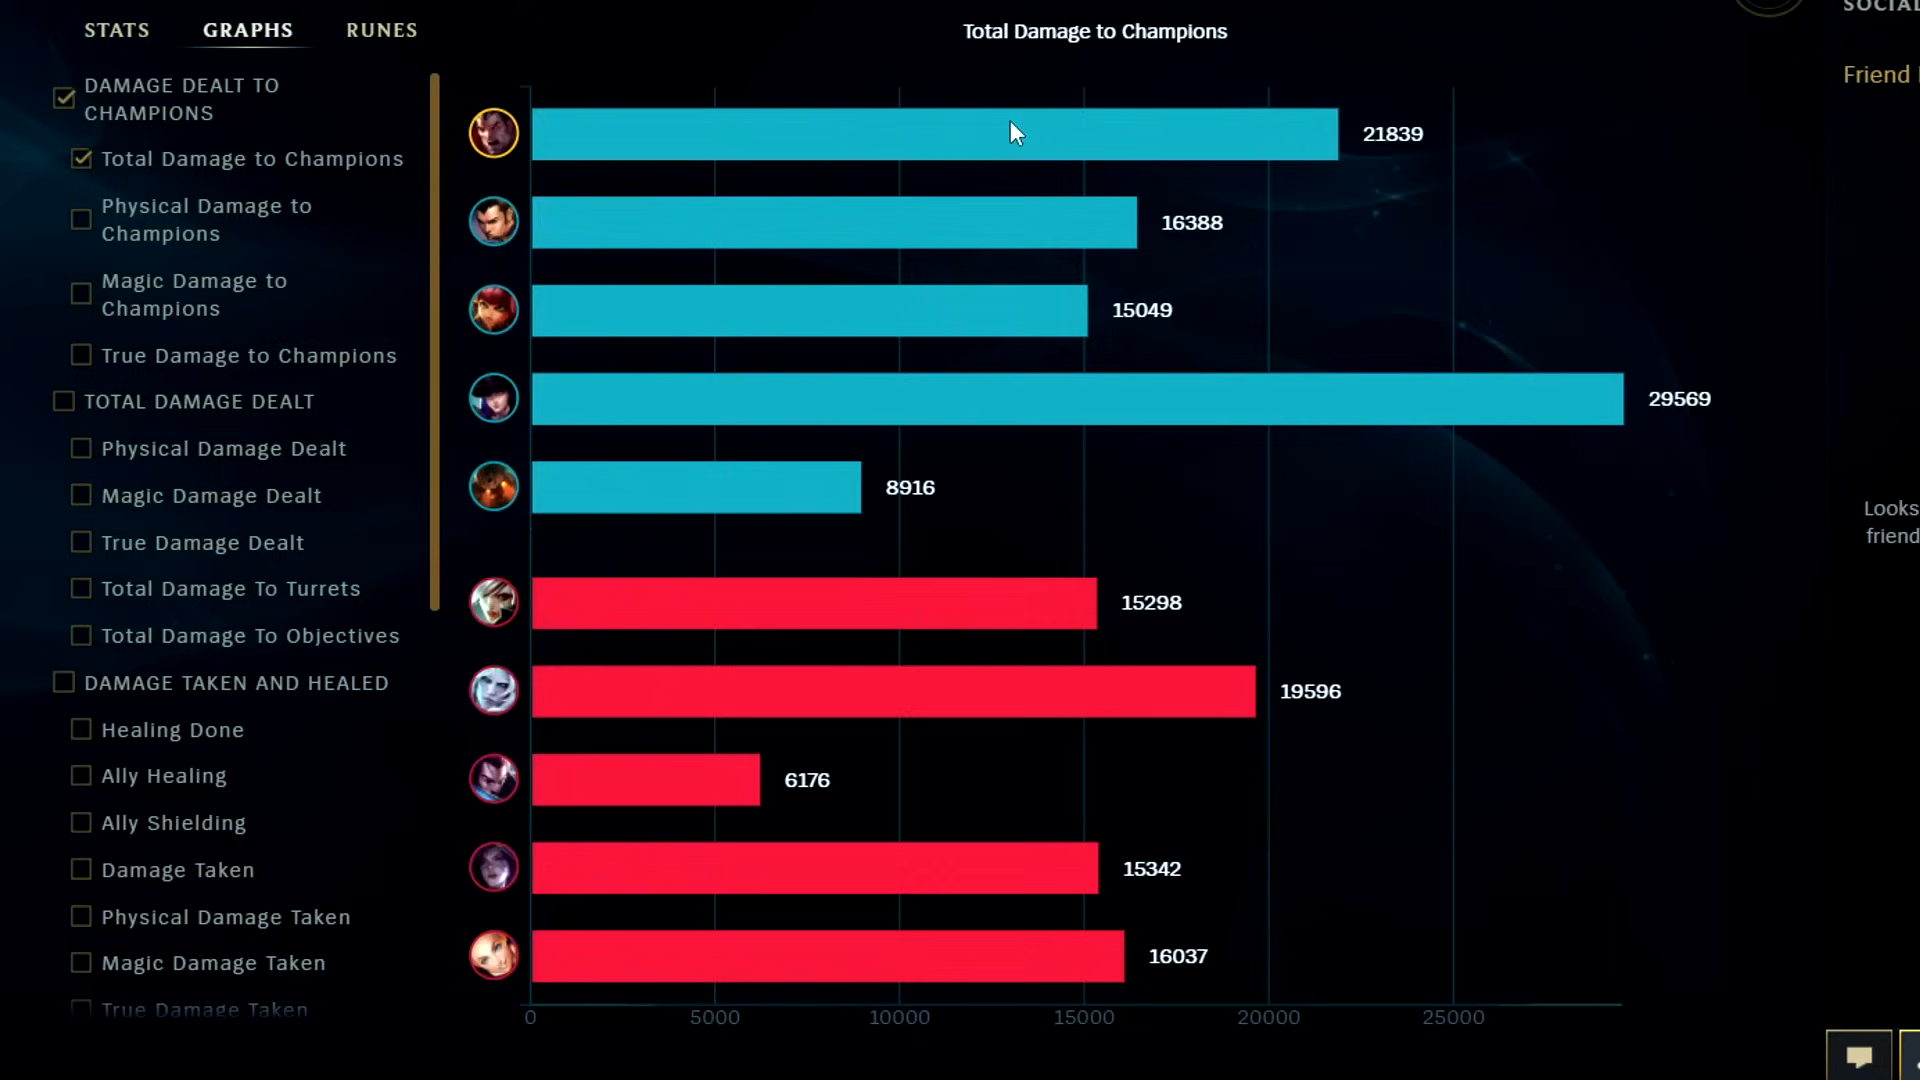 STATS GRAPHS RUNES
Total Damage to Champions
SOCIAL
Friend
DAMAGE DEALT TO
CHAMPIONS
Total Damage to Champions
Physical Damage to
Champions
Magic Damage to
Champions
True Damage to Champions
TOTAL DAMAGE DEALT
Physical Damage Dealt
Magic Damage Dealt
True Damage Dealt
Total Damage To Turrets
Total Damage To Objectives
DAMAGE TAKEN AND HEALED
Healing Done
Ally Healing
Ally Shielding
Damage Taken
Physical Damage Taken
Magic Damage Taken
True Damage Taken
21839
16388
15049
29569
8916
15298
19596
6176
15342
16037
0 5000 10000 15000 20000 25000
Looks
friend